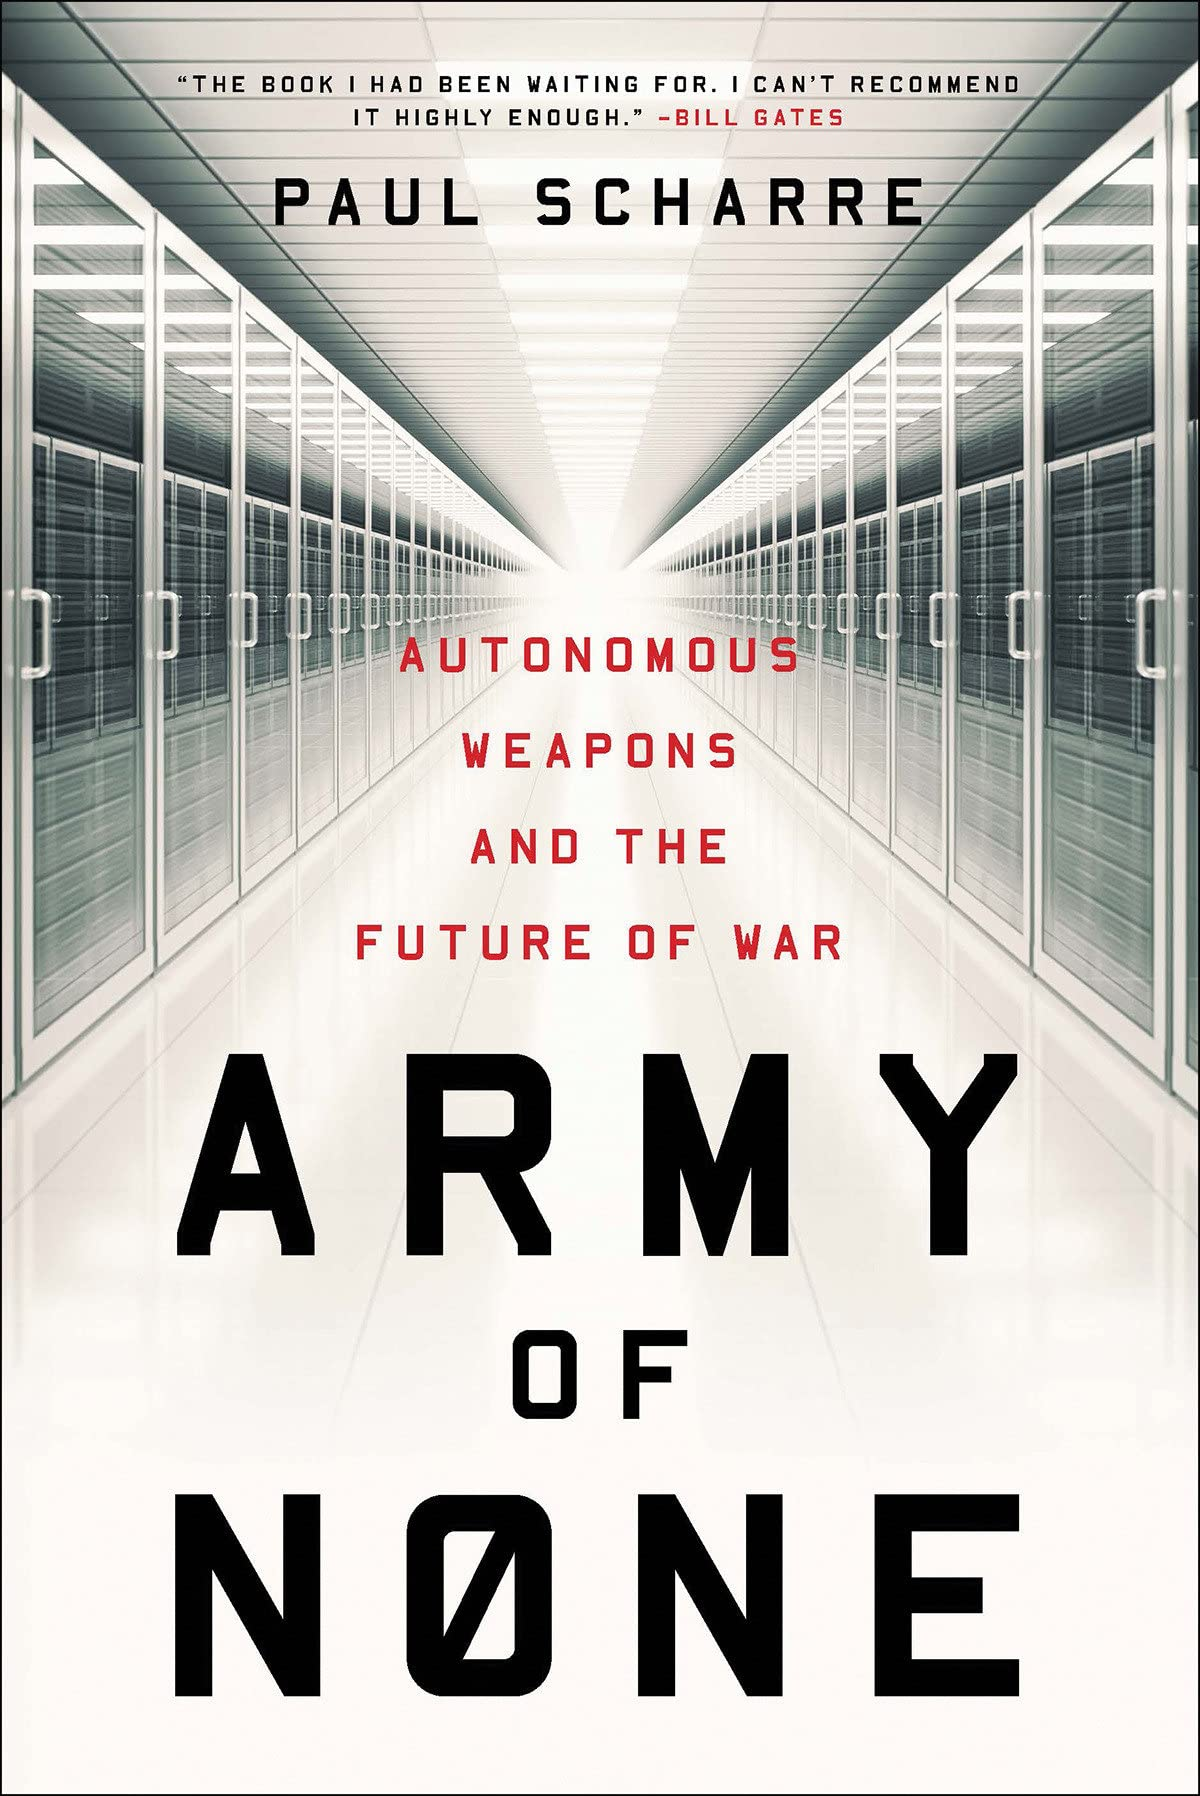 “THE BOOK I HAD BEEN WAITING FOR. I CAN’T RECOMMEND
IT HIGHLY ENOUGH.” –BILL GATES
PAUL SCHARRE
AUTONOMOUS
WEAPONS
AND THE
FUTURE OF WAR
ARMY
OF
NØNE